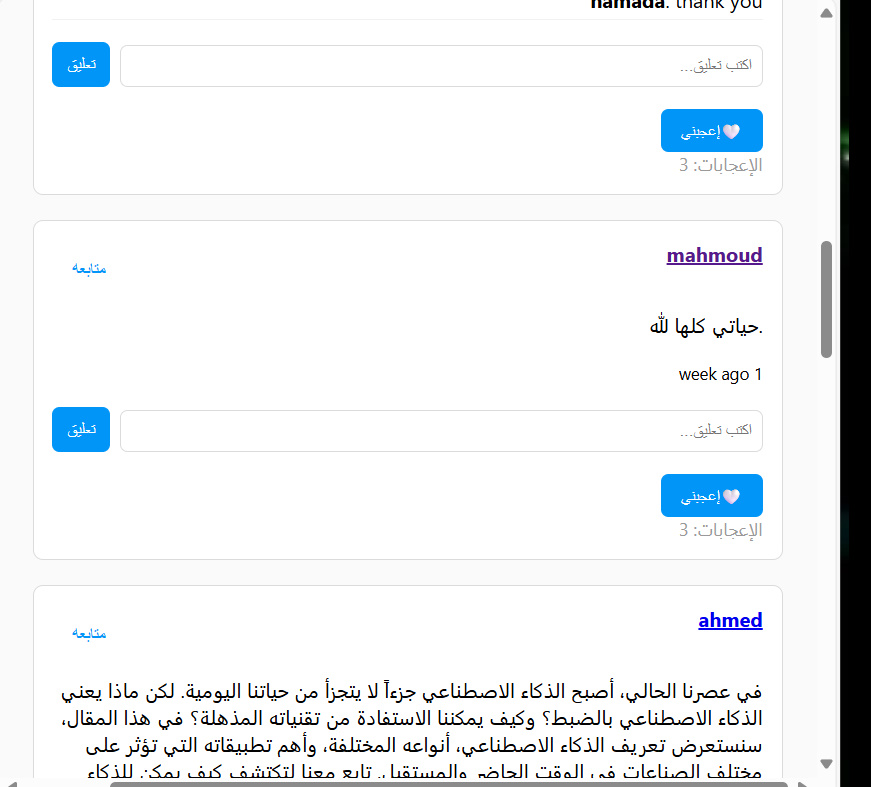 hamada. thank you
اكتب تعليق...
تعليق
إعجبني
الإعجابات: 3
mahmoud
متابعه
حياتي كلها لله.
1 week ago
اكتب تعليق...
تعليق
إعجبني
الإعجابات: 3
ahmed
متابعه
في عصرنا الحالي، أصبح الذكاء الاصطناعي جزءاً لا يتجزأ من حياتنا اليومية. لكن ماذا يعني
الذكاء الاصطناعي بالضبط؟ وكيف يمكننا الاستفادة من تقنياته المذهلة؟ في هذا المقال،
سنستعرض تعريف الذكاء الاصطناعي، أنواعه المختلفة، وأهم تطبيقاته التي تؤثر على
مختلف الصناعات في الوقت الحاضر والمستقبل. تابع معنا لتكتشف كيف يمكن للذكاء